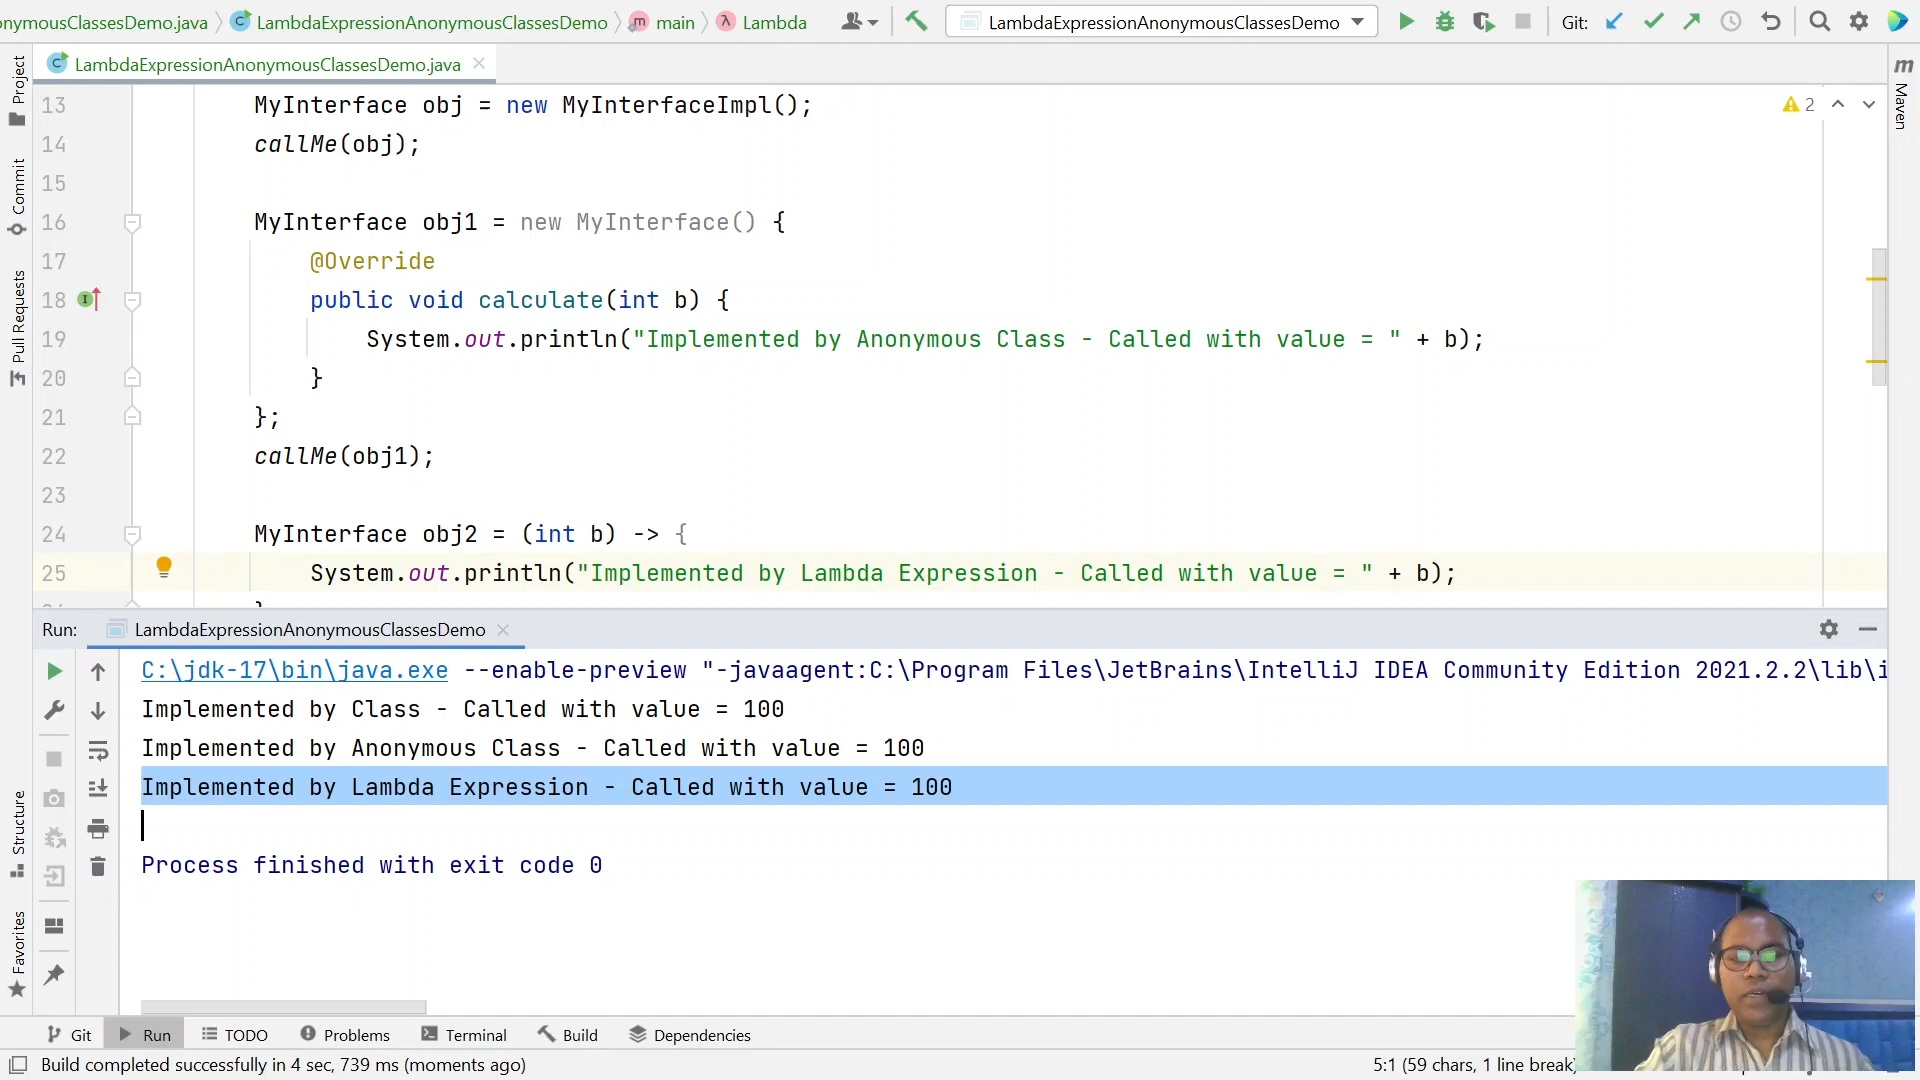 onymousClassesDemo.java LambdaExpressionAnonymousClassesDemo main Lambda LambdaExpressionAnonymousClassesDemo Git:
LambdaExpressionAnonymousClassesDemo.java
Project
Commit
Pull Requests
Structure
Favorites
Maven
2
13 MyInterface obj = new MyInterfaceImpl();
14 callMe(obj);
15
16 MyInterface obj1 = new MyInterface() {
17 @Override
18 public void calculate(int b) {
19 System.out.println("Implemented by Anonymous Class - Called with value = " + b);
20 }
21 };
22 callMe(obj1);
23
24 MyInterface obj2 = (int b) -> {
25 System.out.println("Implemented by Lambda Expression - Called with value = " + b);
Run: LambdaExpressionAnonymousClassesDemo
C:\jdk-17\bin\java.exe --enable-preview "-javaagent:C:\Program Files\JetBrains\IntelliJ IDEA Community Edition 2021.2.2\lib\i
Implemented by Class - Called with value = 100
Implemented by Anonymous Class - Called with value = 100
Implemented by Lambda Expression - Called with value = 100
Process finished with exit code 0
Git Run TODO Problems Terminal Build Dependencies
Build completed successfully in 4 sec, 739 ms (moments ago) 5:1 (59 chars, 1 line break)